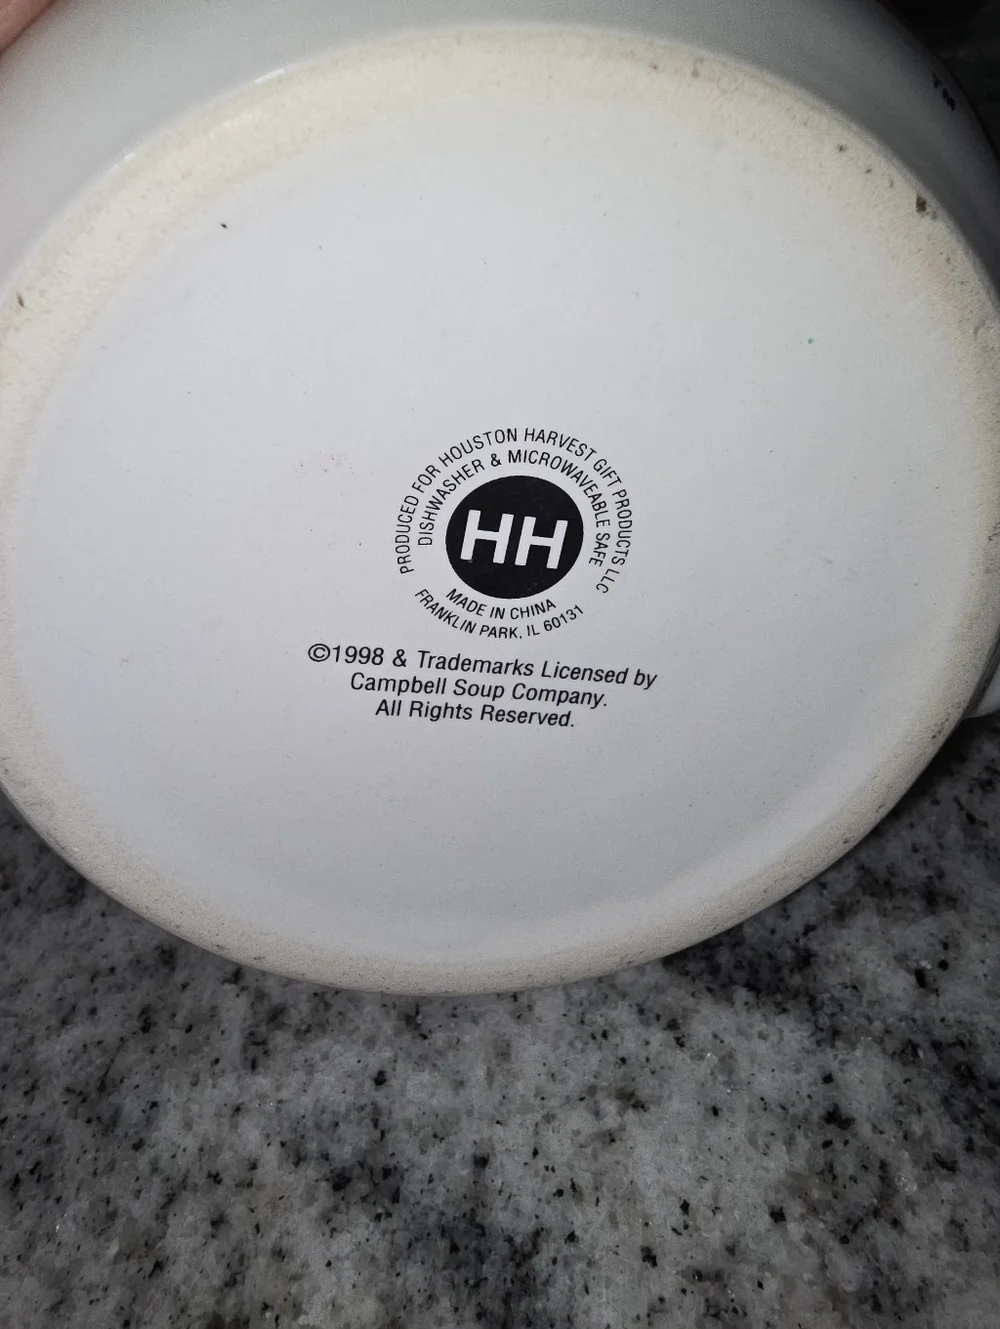 PRODUCED FOR HOUSTON HARVEST GIFT PRODUCTS LLC
DISHWASHER & MICROWAVEABLE SAFE
HH
MADE IN CHINA
FRANKLIN PARK, IL 60131
©1998 & Trademarks Licensed by
Campbell Soup Company.
All Rights Reserved.